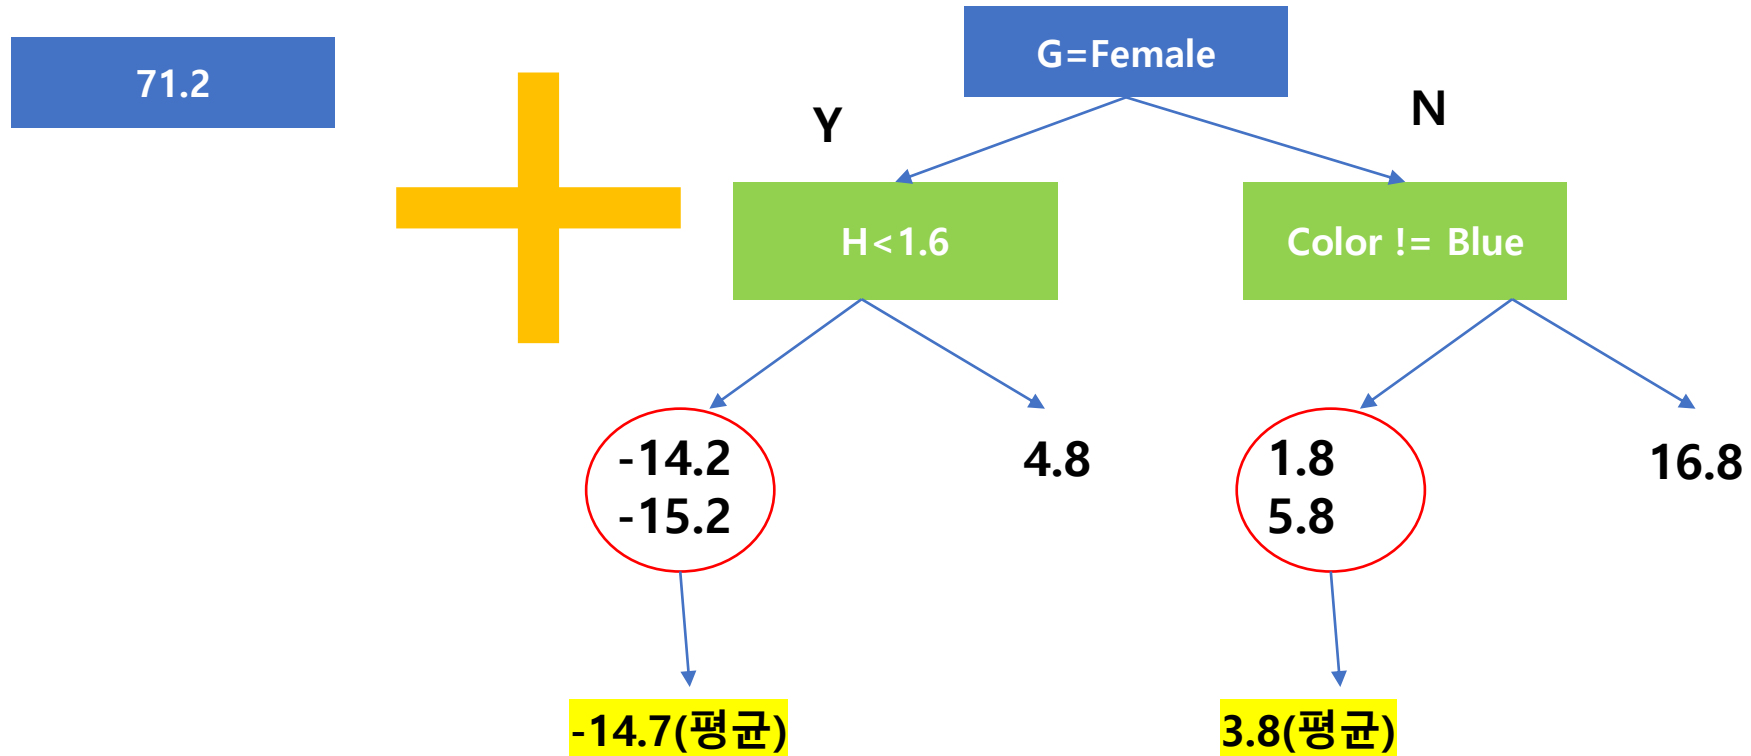 71.2
G=Female
Y
N
H<1.6
Color != Blue
-14.2
-15.2
4.8
1.8
5.8
16.8
-14.7(평균)
3.8(평균)